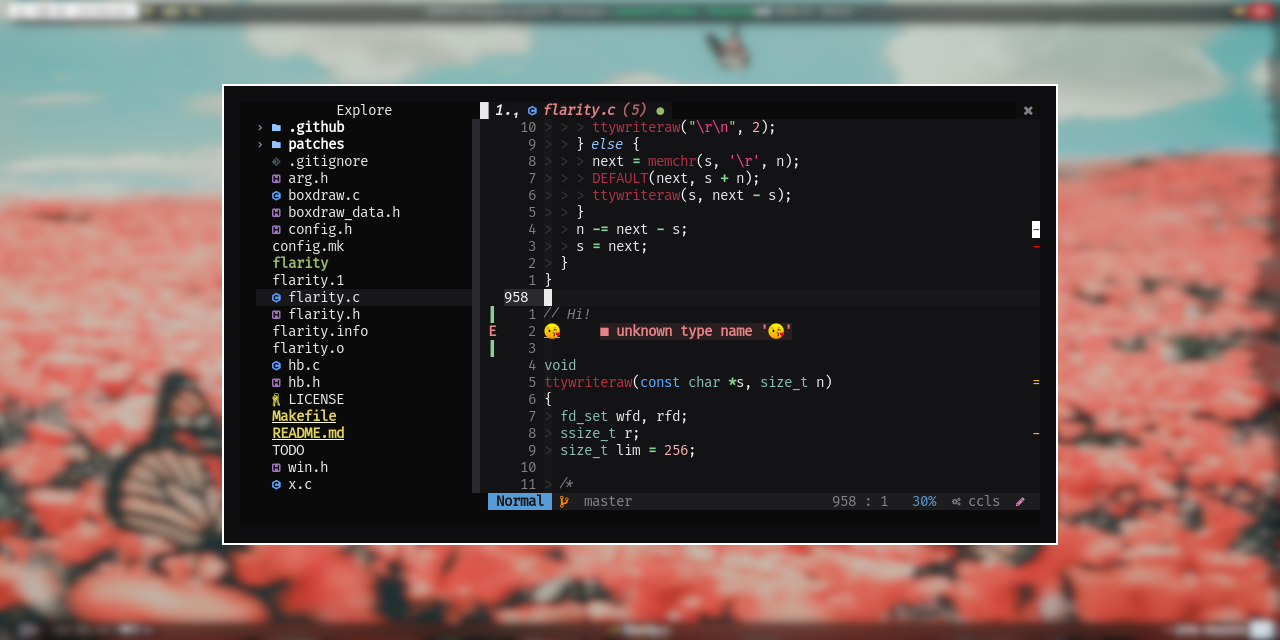 Explore
.github
patches
.gitignore
arg.h
boxdraw.c
boxdraw_data.h
config.h
config.mk
flarity
flarity.1
flarity.c
flarity.h
flarity.info
flarity.o
hb.c
hb.h
LICENSE
Makefile
README.md
TODO
win.h
x.c
1., flarity.c (5) ●
10 > > > ttywriteraw("\r\n", 2);
9 > > } else {
8 > > > next = memchr(s, '\r', n);
7 > > > DEFAULT(next, s + n);
6 > > > ttywriteraw(s, next - s);
5 > > }
4 > > n -= next - s;
3 > > s = next;
2 > }
1 }
958
1 // Hi!
E 2 😘 ■ unknown type name '😘'
3
4 void
5 ttywriteraw(const char *s, size_t n)
6 {
7 > fd_set wfd, rfd;
8 > ssize_t r;
9 > size_t lim = 256;
10
11 > /*
Normal master 958 : 1 30% ccls